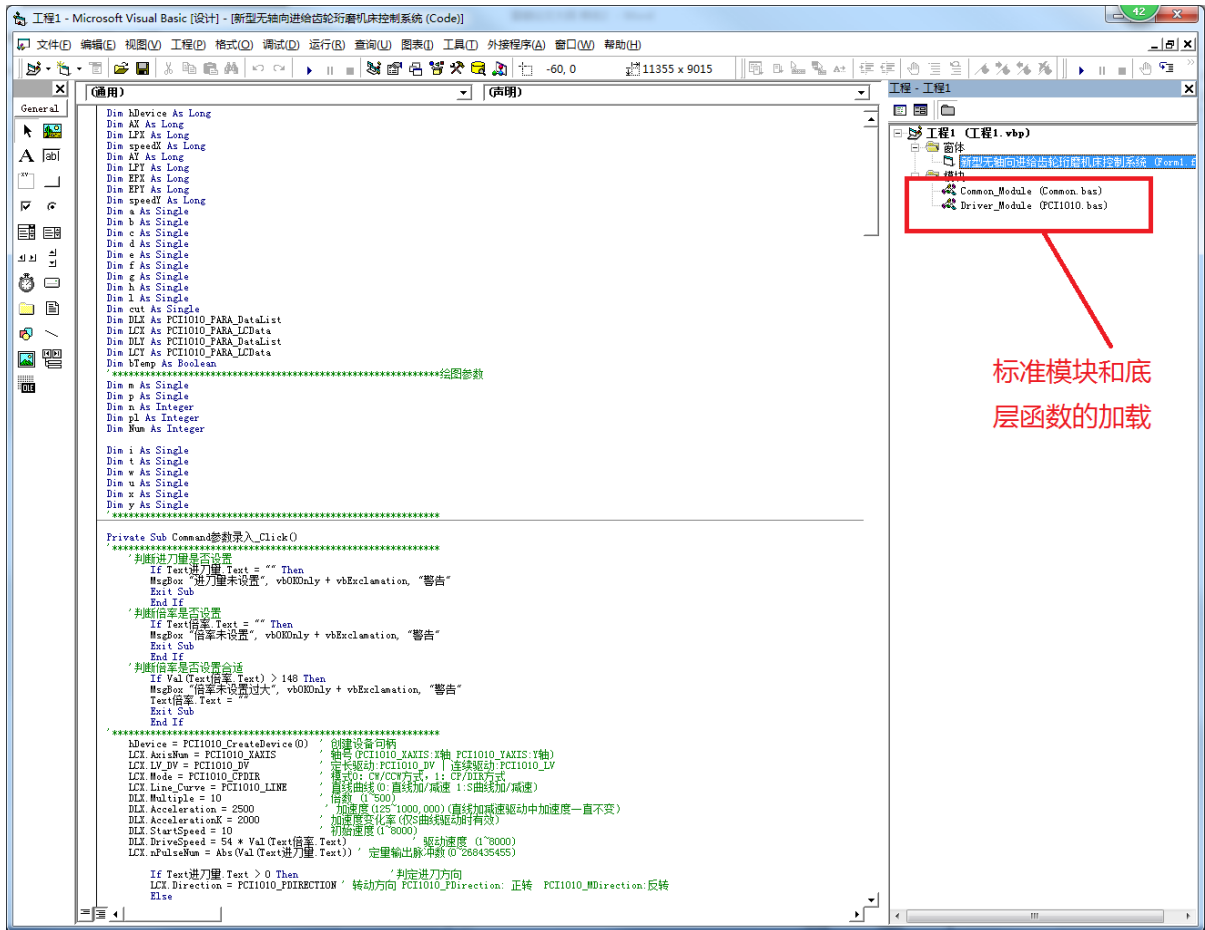 工程1 - Microsoft Visual Basic [设计] - [新型无轴向进给齿轮珩磨机床控制系统 (Code)]
42
文件(F) 编辑(E) 视图(V) 工程(P) 格式(O) 调试(D) 运行(R) 查询(U) 图表(I) 工具(T) 外接程序(A) 窗口(W) 帮助(H)
-60, 0 11355 x 9015
General
(通用) (声明)
Dim hDevice As Long
Dim AX As Long
Dim LPX As Long
Dim speedX As Long
Dim AY As Long
Dim LPY As Long
Dim EPX As Long
Dim EPY As Long
Dim speedY As Long
Dim a As Single
Dim b As Single
Dim c As Single
Dim d As Single
Dim e As Single
Dim f As Single
Dim g As Single
Dim h As Single
Dim l As Single
Dim cut As Single
Dim DLX As PCI1010_PARA_DataList
Dim LCX As PCI1010_PARA_LCData
Dim DLY As PCI1010_PARA_DataList
Dim LCY As PCI1010_PARA_LCData
Dim bTemp As Boolean
'************************************************************绘图参数
Dim m As Single
Dim p As Single
Dim n As Integer
Dim pl As Integer
Dim Num As Integer
Dim i As Single
Dim t As Single
Dim w As Single
Dim u As Single
Dim x As Single
Dim y As Single
'************************************************************
Private Sub Command参数录入_Click()
'************************************************************
'判断进刀量是否设置
If Text进刀量.Text = "" Then
MsgBox "进刀量未设置", vbOKOnly + vbExclamation, "警告"
Exit Sub
End If
'判断倍率是否设置
If Text倍率.Text = "" Then
MsgBox "倍率未设置", vbOKOnly + vbExclamation, "警告"
Exit Sub
End If
'判断倍率是否设置合适
If Val(Text倍率.Text) > 148 Then
MsgBox "倍率未设置过大", vbOKOnly + vbExclamation, "警告"
Text倍率.Text = ""
Exit Sub
End If
'************************************************************
hDevice = PCI1010_CreateDevice(0) ' 创建设备句柄
LCX.AxisNum = PCI1010_XAXIS ' 轴号(PCI1010_XAXIS:X轴 PCI1010_YAXIS:Y轴)
LCX.LV_DV = PCI1010_DV ' 定长驱动:PCI1010_DV | 连续驱动:PCI1010_LV
LCX.Mode = PCI1010_CPDIR ' 模式0: CW/CCW方式, 1: CP/DIR方式
LCX.Line_Curve = PCI1010_LINE ' 直线曲线(0:直线加/减速 1:S曲线加/减速)
DLX.Multiple = 10 ' 倍数 (1~500)
DLX.Acceleration = 2500 ' 加速度(125~1000,000)(直线加减速驱动中加速度一直不变)
DLX.AccelerationK = 2000 ' 加速度变化率(仅S曲线驱动时有效)
DLX.StartSpeed = 10 ' 初始速度(1~8000)
DLX.DriveSpeed = 54 * Val(Text倍率.Text) ' 驱动速度 (1~8000)
LCX.nPulseNum = Abs(Val(Text进刀量.Text)) ' 定量输出脉冲数(0~268435455)
If Text进刀量.Text > 0 Then '判定进刀方向
LCX.Direction = PCI1010_PDIRECTION ' 转动方向 PCI1010_PDirection: 正转 PCI1010_MDirection:反转
Else
工程 - 工程1
工程1 (工程1.vbp)
窗体
新型无轴向进给齿轮珩磨机床控制系统 (Form1.f
模块
Common_Module (Common.bas)
Driver_Module (PCI1010.bas)
标准模块和底
层函数的加载